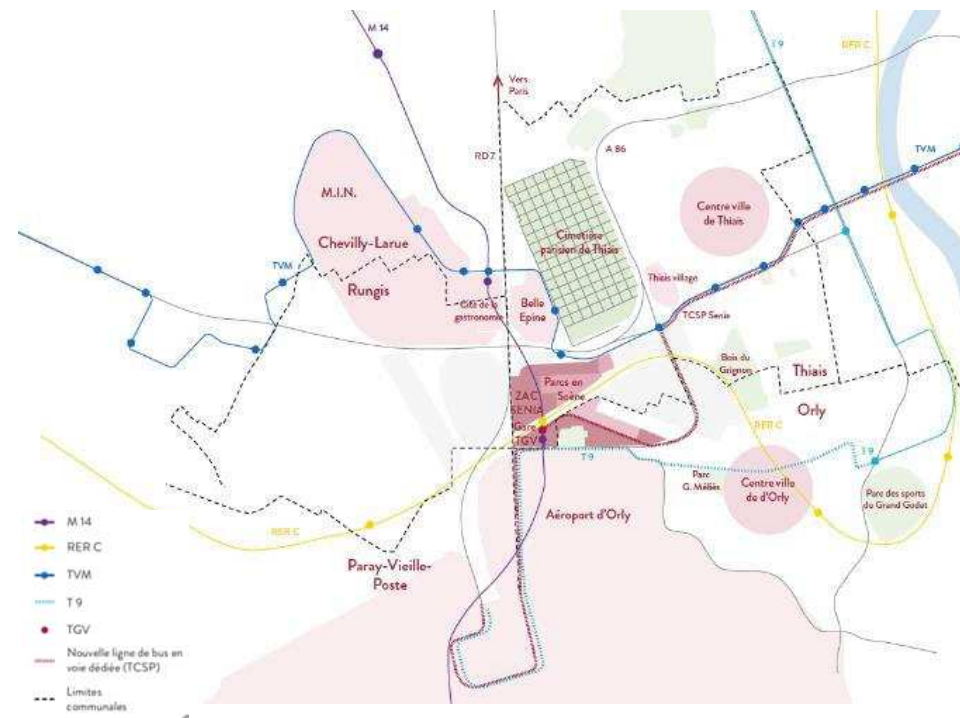 M 14
T 9
RER C
Vers
Paris
RD7
A 86
TVM
M.I.N.
Centre ville
de Thiais
Cimetière
parisien de Thiais
Chevilly-Larue
TVM
Rungis
Thiais village
Cité de la
gastronomie
Belle
Epine
TCSP Senia
Bois du
Grignon
Thiais
Parcs en
Scène
ZAC
SENIA
Orly
Gare
TGV
RER C
T 9
T 9
Parc
G. Méliès
Centre ville
de d'Orly
Parc des sports
du Grand Godet
Aéroport d'Orly
RER C
Paray-Vieille-
Poste
M 14
RER C
TVM
T 9
TGV
Nouvelle ligne de bus en
voie dédiée (TCSP)
Limites
communales